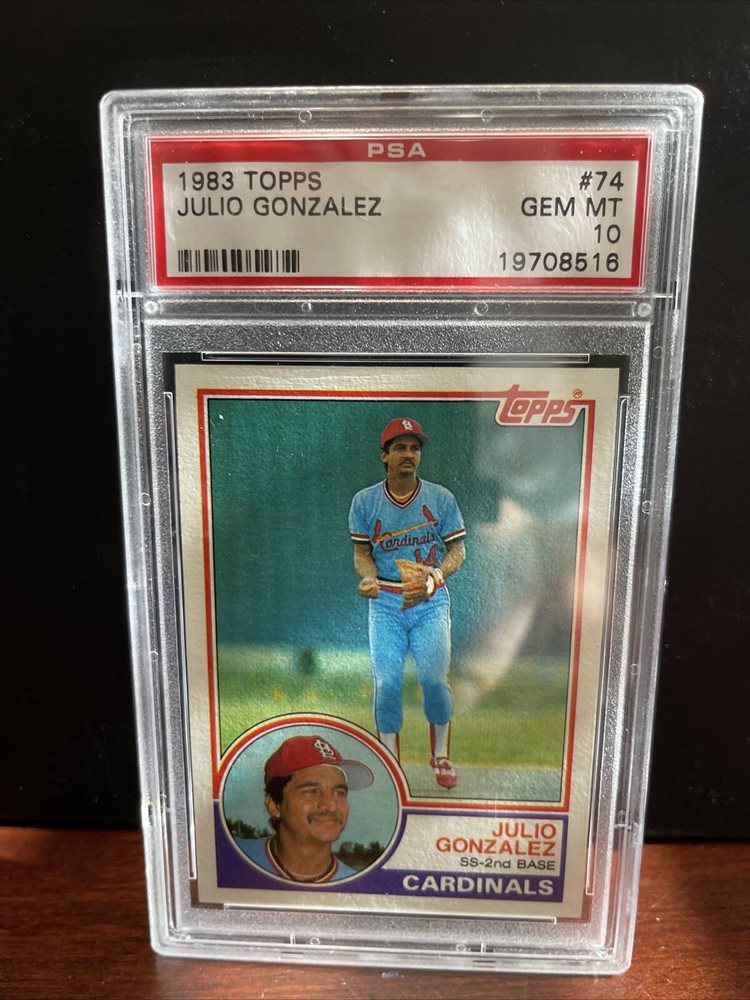 PSA
1983 TOPPS #74
JULIO GONZALEZ GEM MT
10
19708516
TOPPS
Cardinals
14
JULIO
GONZALEZ
SS-2nd BASE
CARDINALS